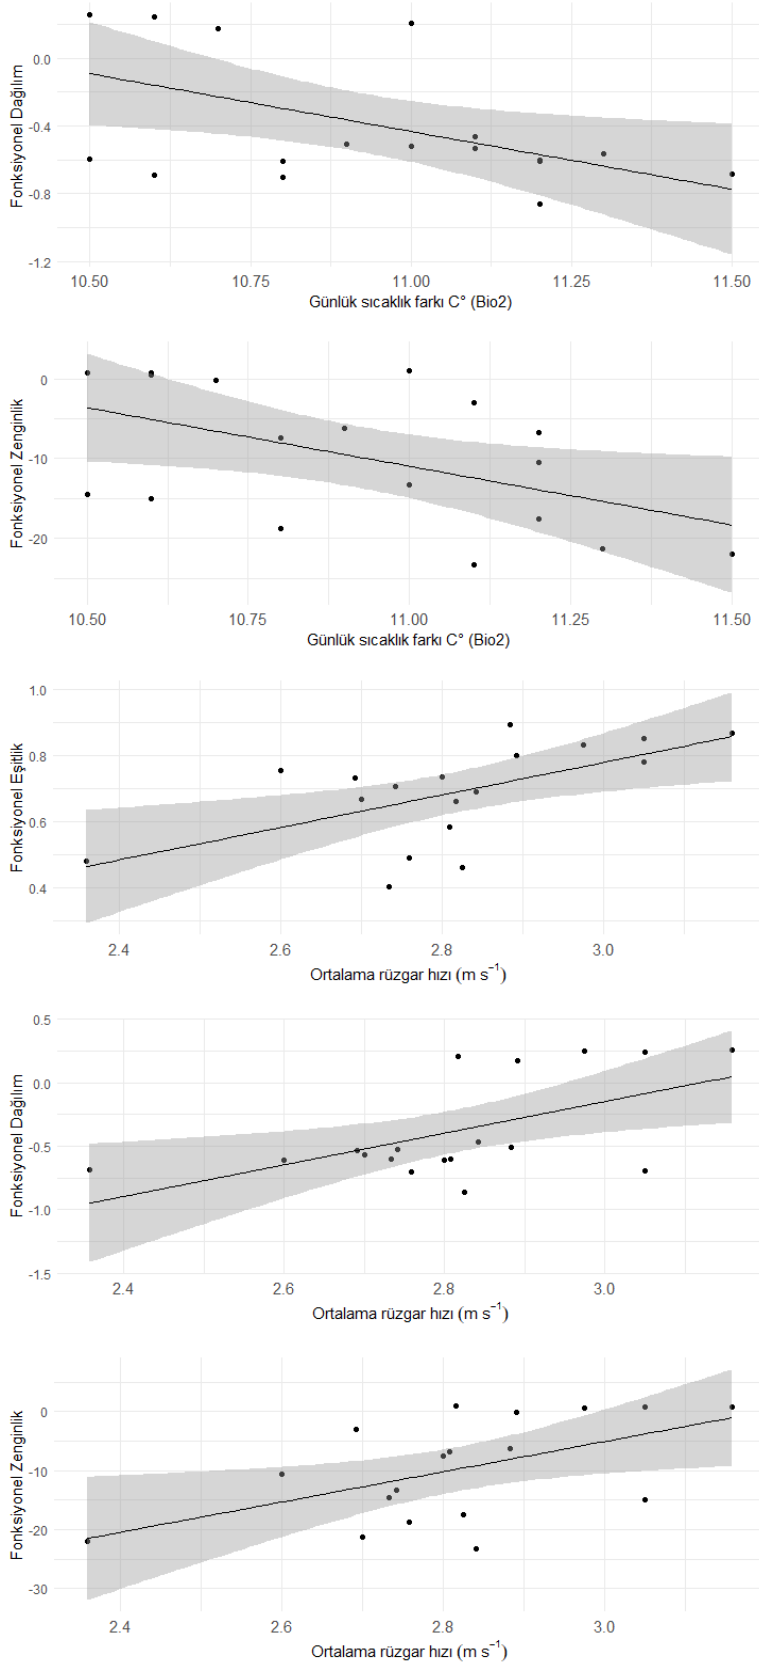 Fonksiyonel Dağılım
0.0
-0.4
-0.8
-1.2
10.50 10.75 11.00 11.25 11.50
Günlük sıcaklık farkı C° (Bio2)
Fonksiyonel Zenginlik
0
-10
-20
10.50 10.75 11.00 11.25 11.50
Günlük sıcaklık farkı C° (Bio2)
Fonksiyonel Eşitlik
1.0
0.8
0.6
0.4
2.4 2.6 2.8 3.0
Ortalama rüzgar hızı (m s⁻¹)
Fonksiyonel Dağılım
0.5
0.0
-0.5
-1.0
-1.5
2.4 2.6 2.8 3.0
Ortalama rüzgar hızı (m s⁻¹)
Fonksiyonel Zenginlik
0
-10
-20
-30
2.4 2.6 2.8 3.0
Ortalama rüzgar hızı (m s⁻¹)